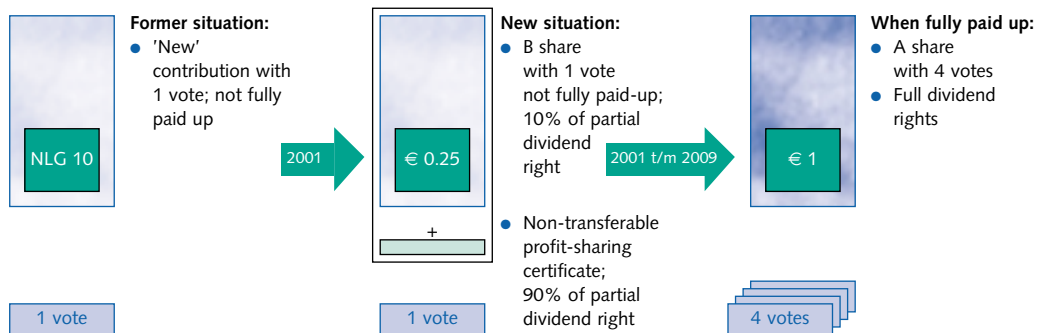 Former situation:
● 'New'
contribution with
1 vote; not fully
paid up
NLG 10
1 vote
2001
New situation:
● B share
with 1 vote
not fully paid-up;
10% of partial
dividend
right
€ 0.25
+
● Non-transferable
profit-sharing
certificate;
90% of partial
dividend right
1 vote
2001 t/m 2009
When fully paid up:
● A share
with 4 votes
● Full dividend
rights
€ 1
4 votes